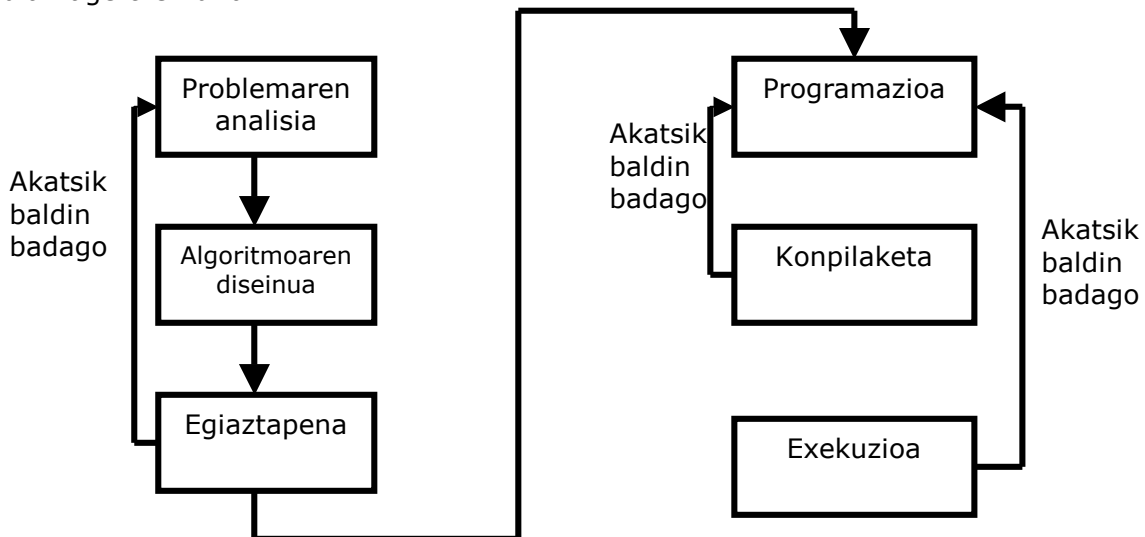 Problemaren
analisia
Akatsik
baldin
badago
Algoritmoaren
diseinua
Egiaztapena
Programazioa
Akatsik
baldin
badago
Konpilaketa
Akatsik
baldin
badago
Exekuzioa